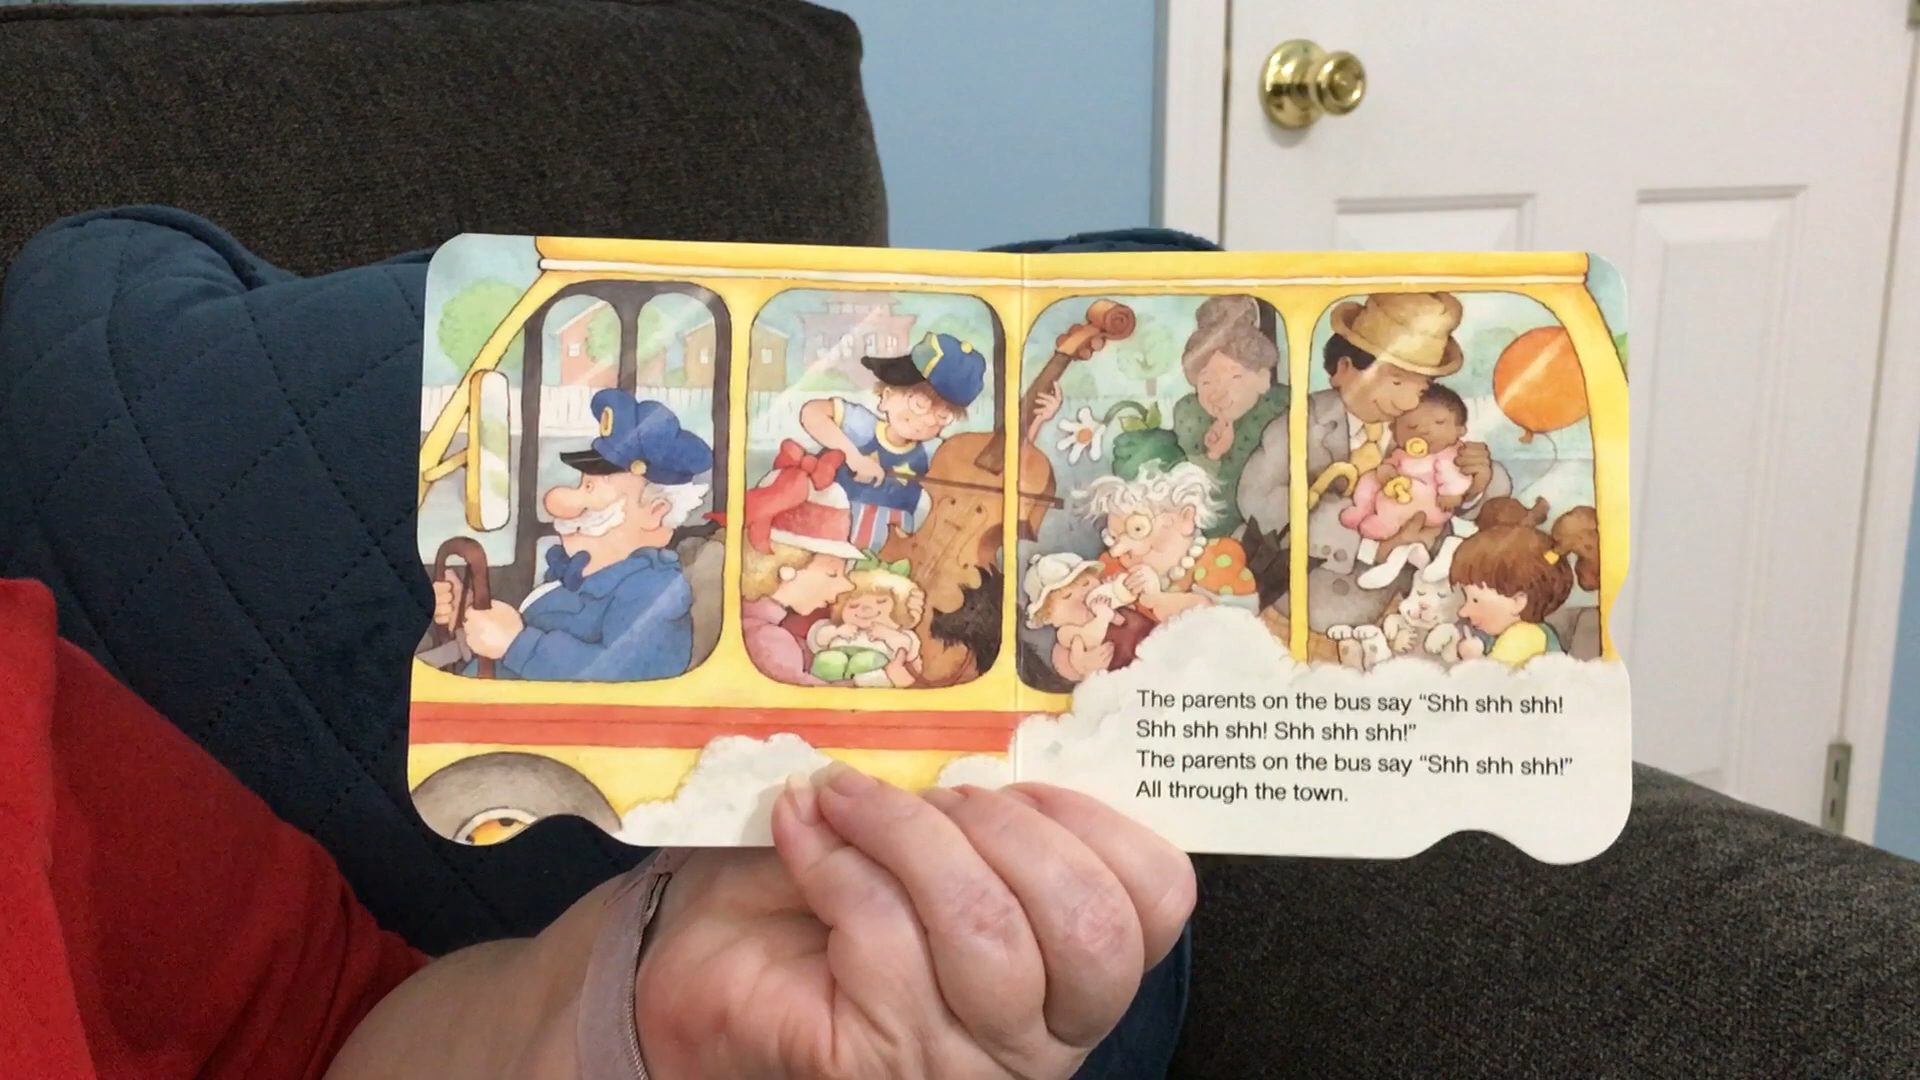 The parents on the bus say “Shh shh shh!
Shh shh shh! Shh shh shh!”
The parents on the bus say “Shh shh shh!”
All through the town.